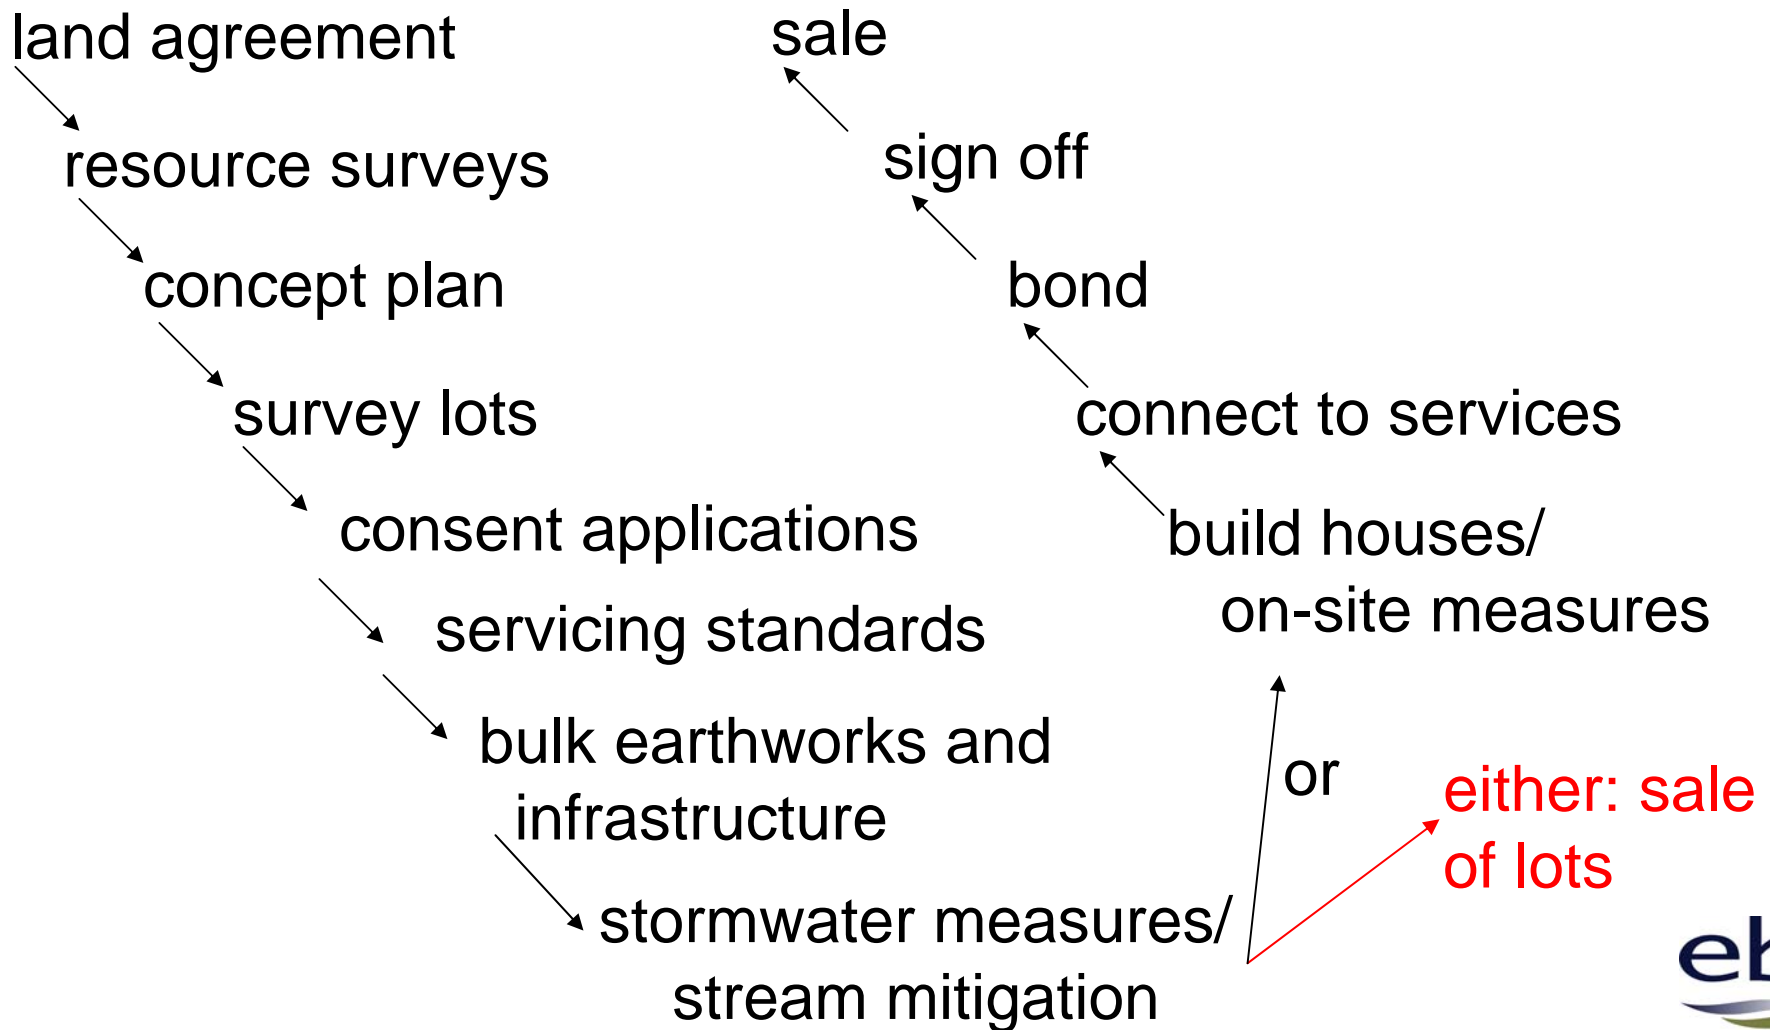 land agreement
resource surveys
concept plan
survey lots
consent applications
servicing standards
bulk earthworks and
infrastructure
stormwater measures/
stream mitigation
either: sale
of lots
or
build houses/
on-site measures
connect to services
bond
sign off
sale